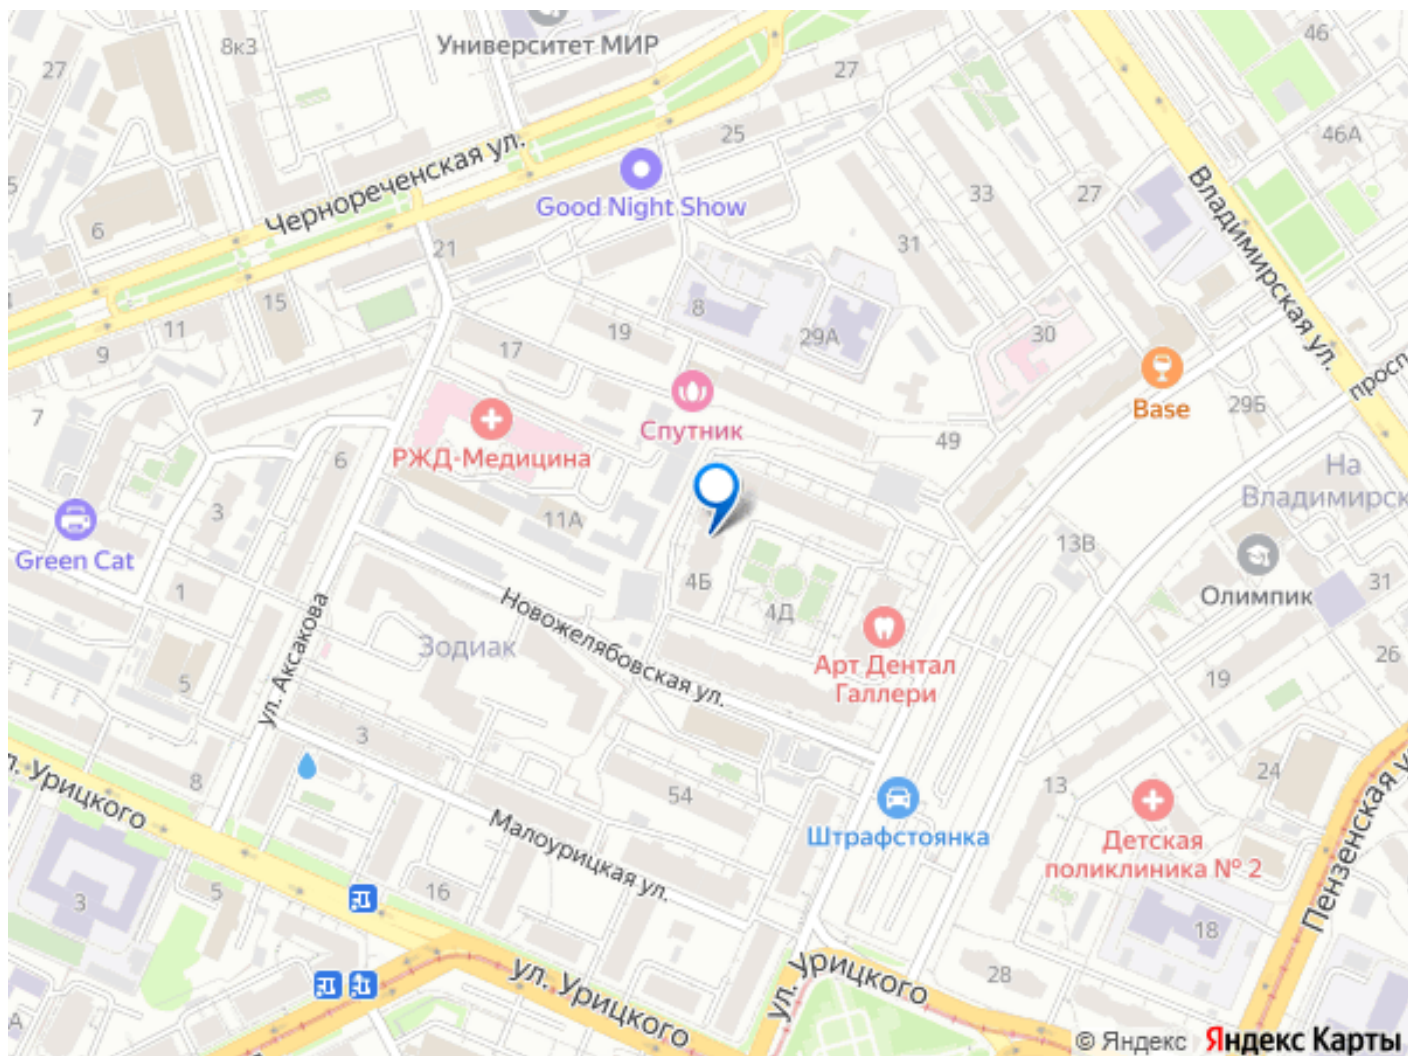 46
8к3
Университет МИР
27
27
25
46А
Чернореченская ул.
Good Night Show
33
27
Владимирская ул.
6
21
31
15
8
11
19
29А
30
17
9
просп
7
Base
29Б
Спутник
49
РЖД-Медицина
6
На
Владимирск
3
11А
13В
Green Cat
4Б
31
1
Новожелябовская ул.
4Д
Олимпик
ул. Аксакова
Зодиак
Арт Дентал
Галлери
26
5
19
3
8
л. Урицкого
54
13
24
Штрафстоянка
Малоурицкая ул.
Детская
поликлиника № 2
Пензенская у
3
5
16
18
28
ул. Урицкого
ул. Урицкого
А
© Яндекс Яндекс Карты